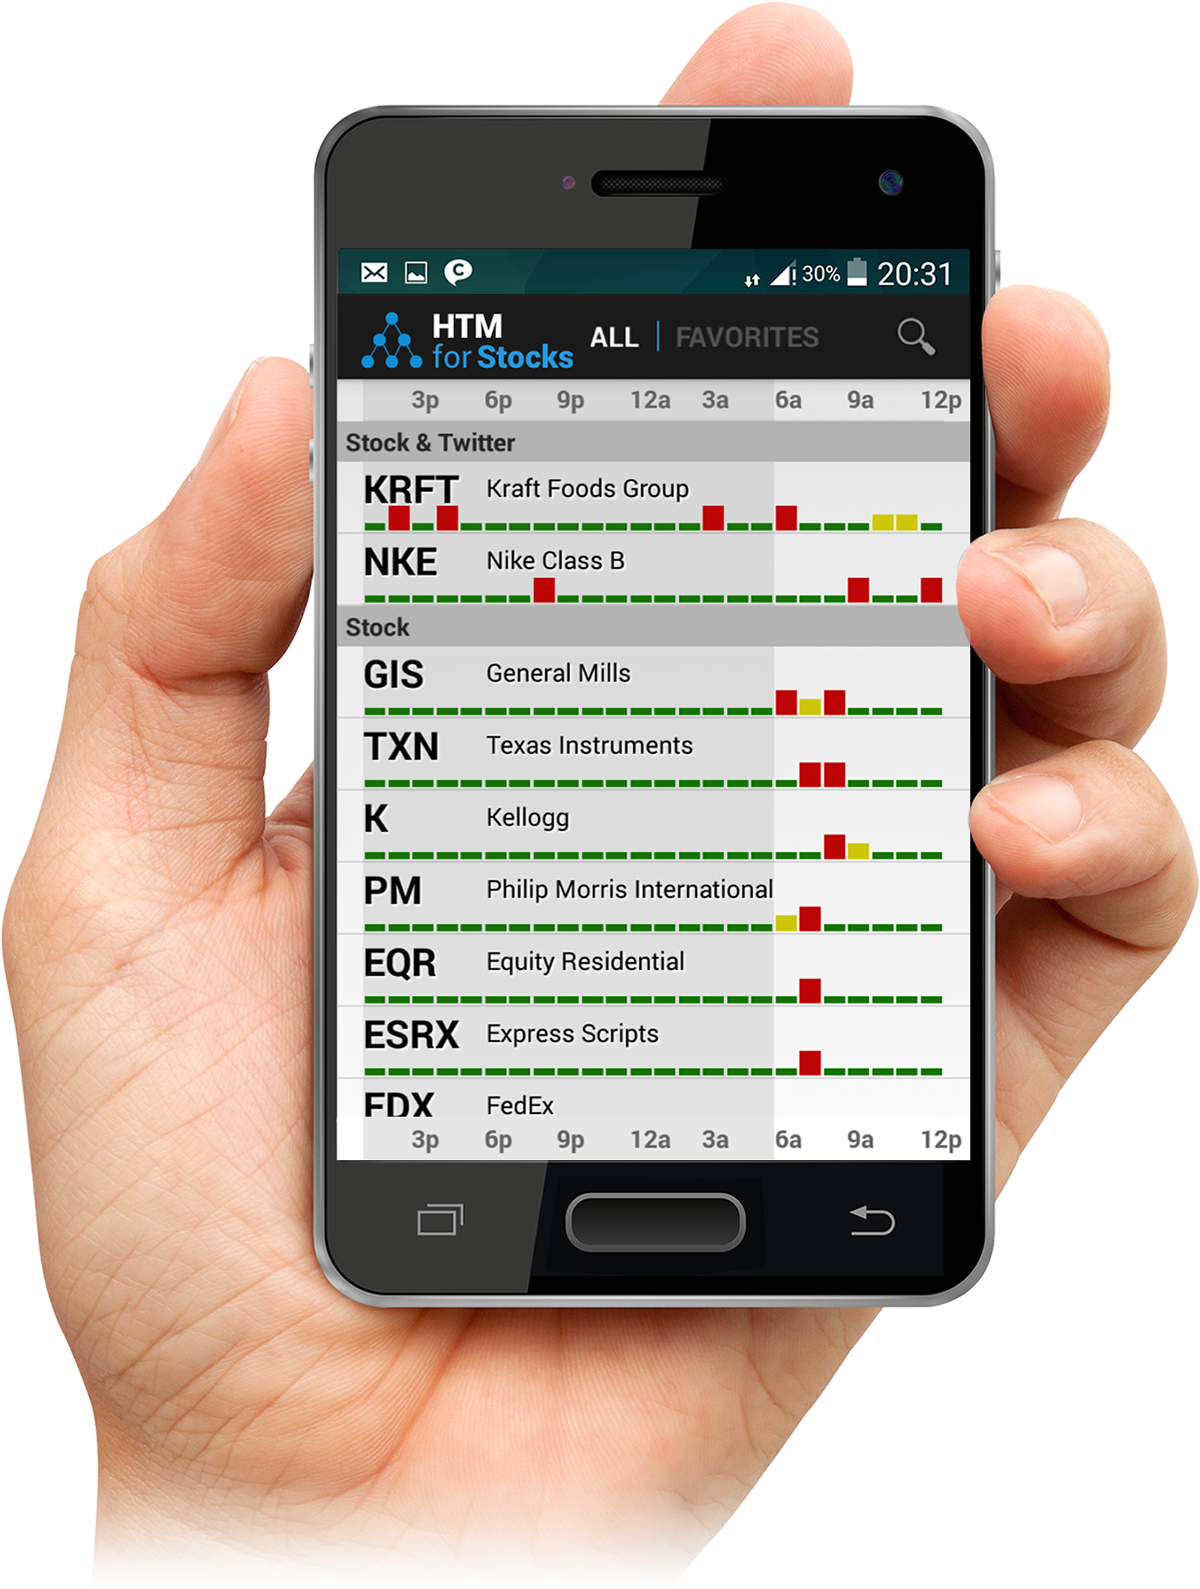 C
30% 20:31
HTM
for Stocks
ALL | FAVORITES
3p 6p 9p 12a 3a 6a 9a 12p
Stock & Twitter
KRFT Kraft Foods Group
NKE Nike Class B
Stock
GIS General Mills
TXN Texas Instruments
K Kellogg
PM Philip Morris International
EQR Equity Residential
ESRX Express Scripts
FDX FedEx
3p 6p 9p 12a 3a 6a 9a 12p